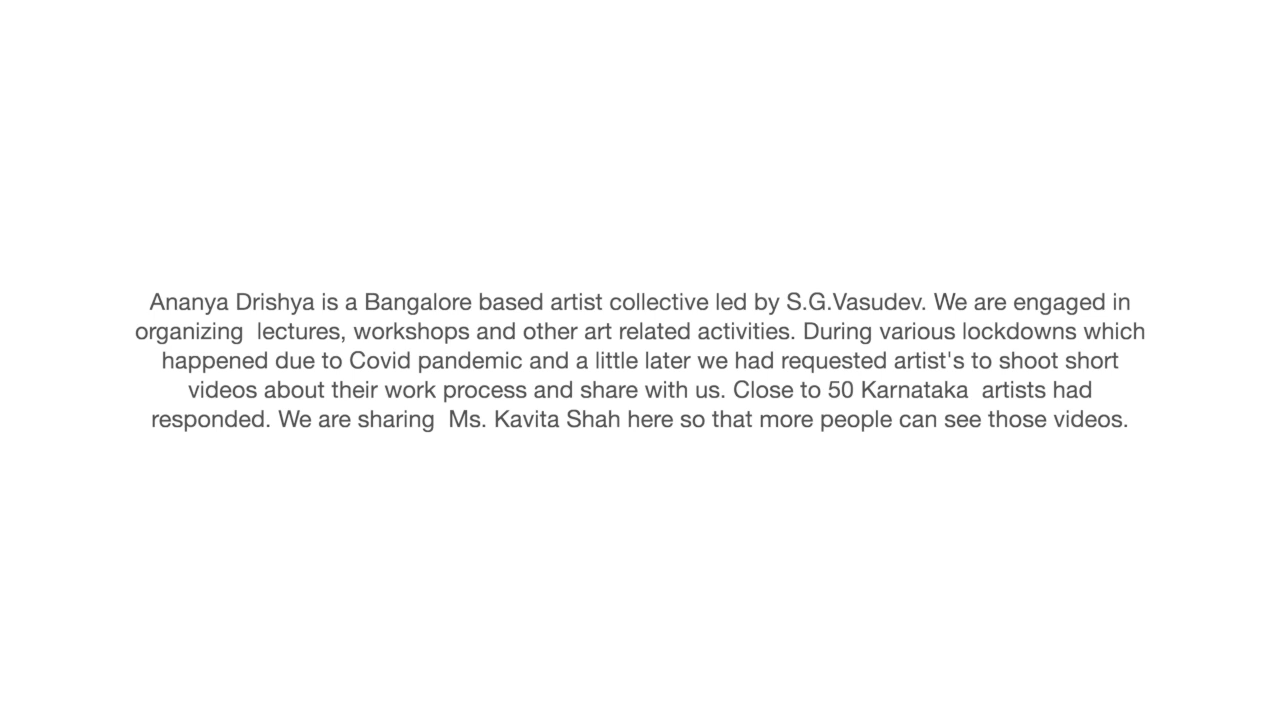 Ananya Drishya is a Bangalore based artist collective led by S.G.Vasudev. We are engaged in
organizing  lectures, workshops and other art related activities. During various lockdowns which
happened due to Covid pandemic and a little later we had requested artist's to shoot short
videos about their work process and share with us. Close to 50 Karnataka  artists had
responded. We are sharing  Ms. Kavita Shah here so that more people can see those videos.